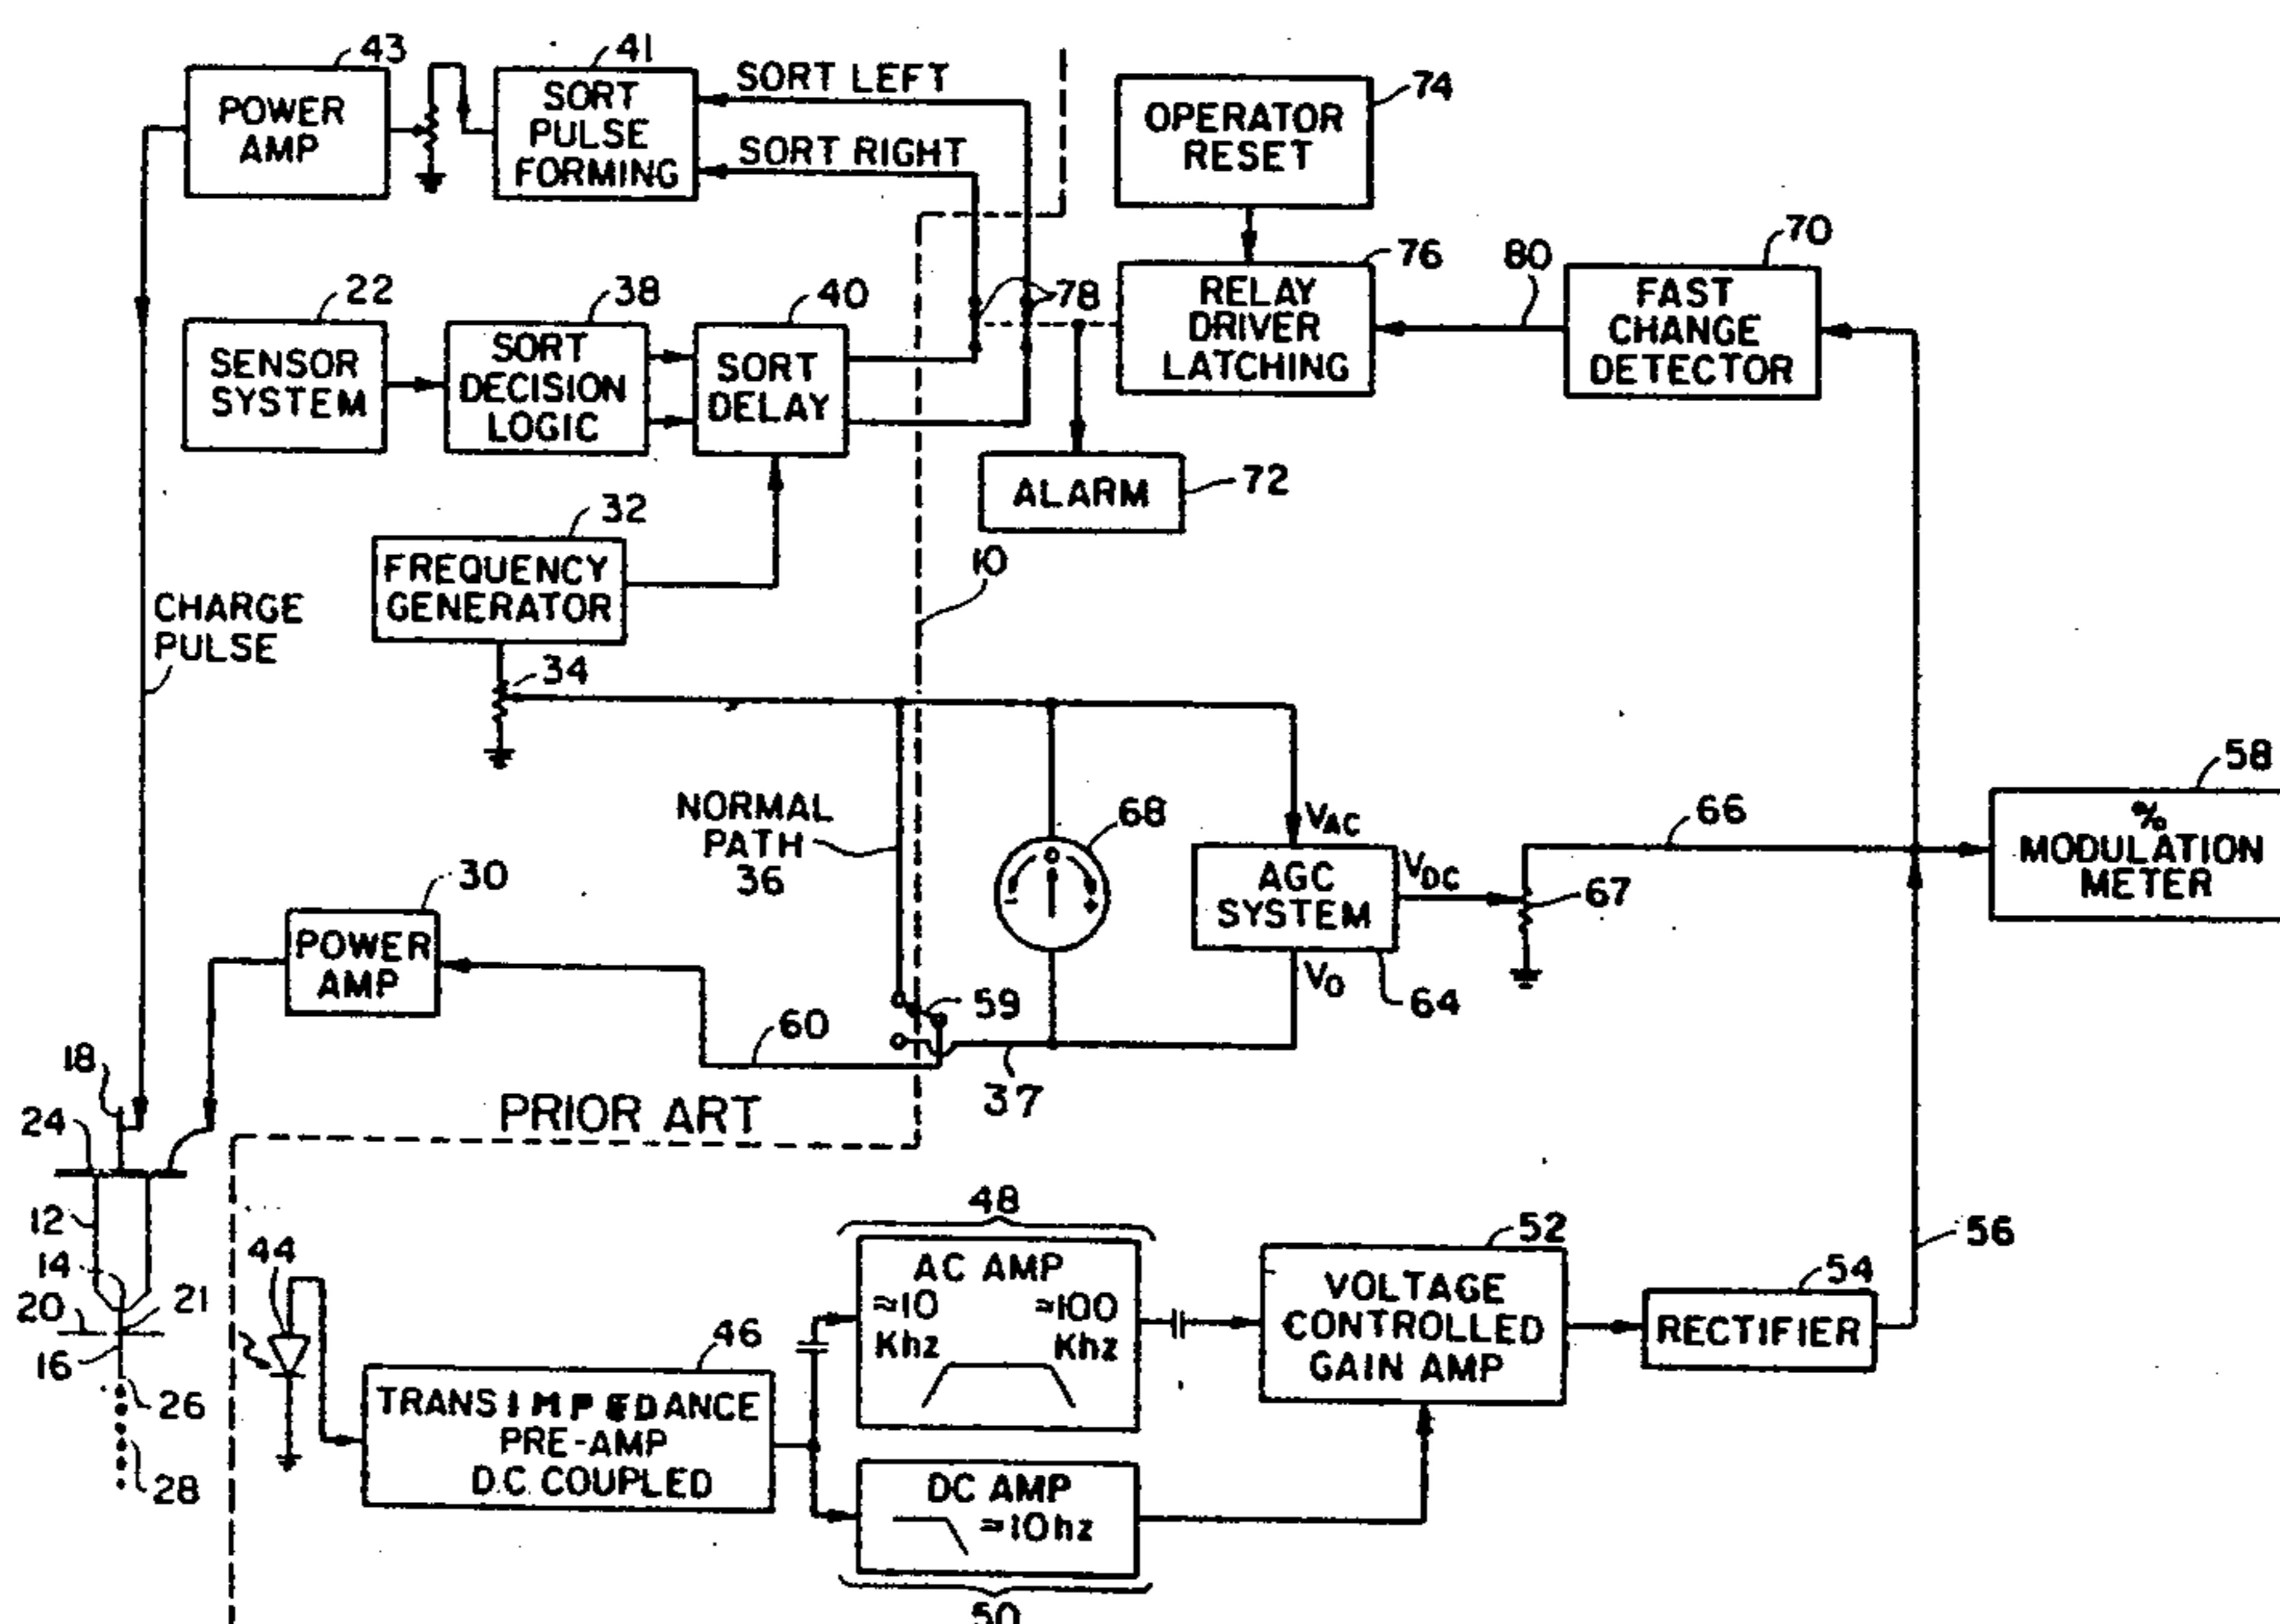 43
41
POWER
AMP
SORT
PULSE
FORMING
SORT LEFT
SORT RIGHT
OPERATOR
RESET
74
22
SENSOR
SYSTEM
38
SORT
DECISION
LOGIC
40
SORT
DELAY
78
76
RELAY
DRIVER
LATCHING
80
70
FAST
CHANGE
DETECTOR
ALARM
72
32
FREQUENCY
GENERATOR
10
CHARGE
PULSE
34
NORMAL
PATH
36
68
- +
VAC
AGC
SYSTEM
VDC
VO
64
66
67
58
%
MODULATION
METER
30
POWER
AMP
59
60
37
PRIOR ART
18
24
12
14
20
21
16
26
28
44
46
TRANSIMPEDANCE
PRE-AMP
D.C COUPLED
48
AC AMP
≈10
Khz
≈100
Khz
DC AMP
≈10hz
50
52
VOLTAGE
CONTROLLED
GAIN AMP
54
RECTIFIER
56